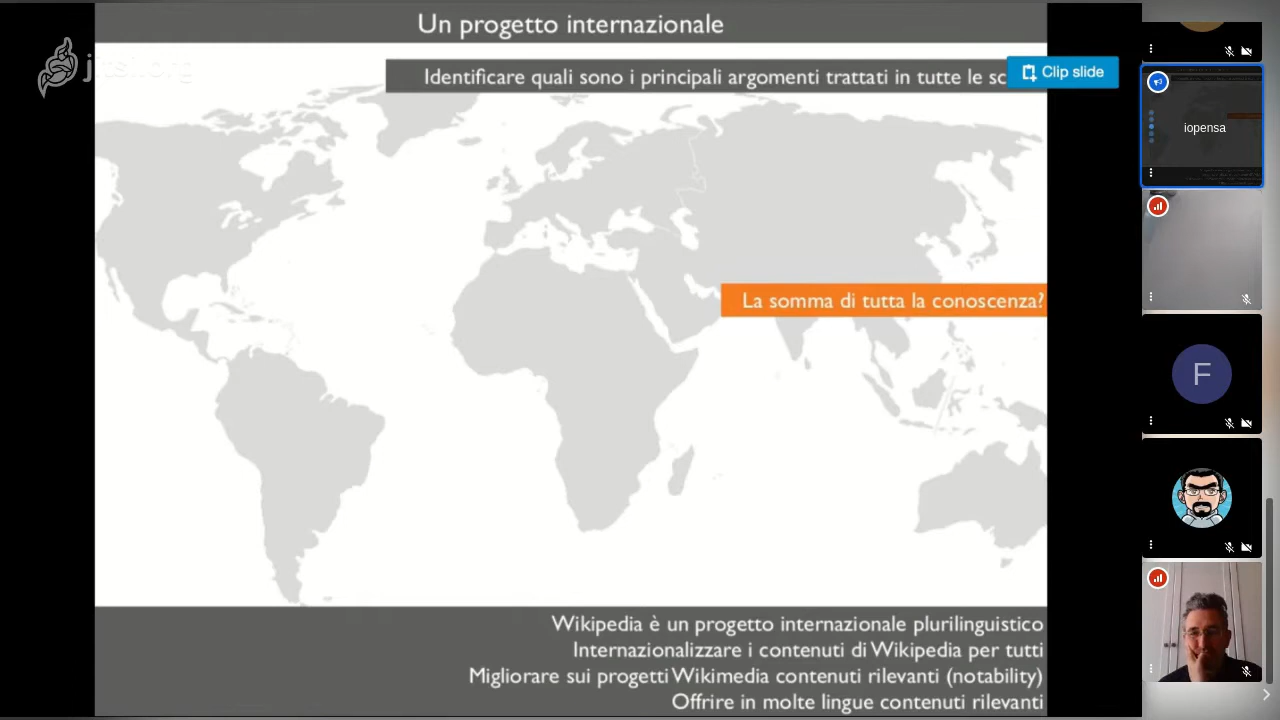 Un progetto internazionale
jitsi.org
Identificare quali sono i principali argomenti trattati in tutte le sc
Clip slide
iopensa
La somma di tutta la conoscenza?
F
Wikipedia è un progetto internazionale plurilinguistico
Internazionalizzare i contenuti di Wikipedia per tutti
Migliorare sui progetti Wikimedia contenuti rilevanti (notability)
Offrire in molte lingue contenuti rilevanti